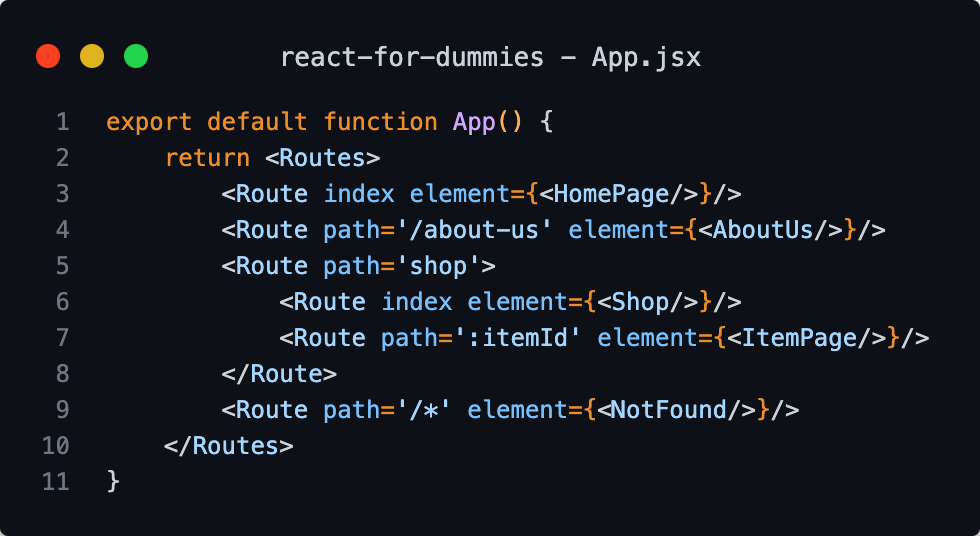 react-for-dummies - App.jsx
1 export default function App() {
2     return <Routes>
3         <Route index element={<HomePage/>}/>
4         <Route path='/about-us' element={<AboutUs/>}/>
5         <Route path='shop'>
6             <Route index element={<Shop/>}/>
7             <Route path=':itemId' element={<ItemPage/>}/>
8         </Route>
9         <Route path='/*' element={<NotFound/>}/>
10     </Routes>
11 }